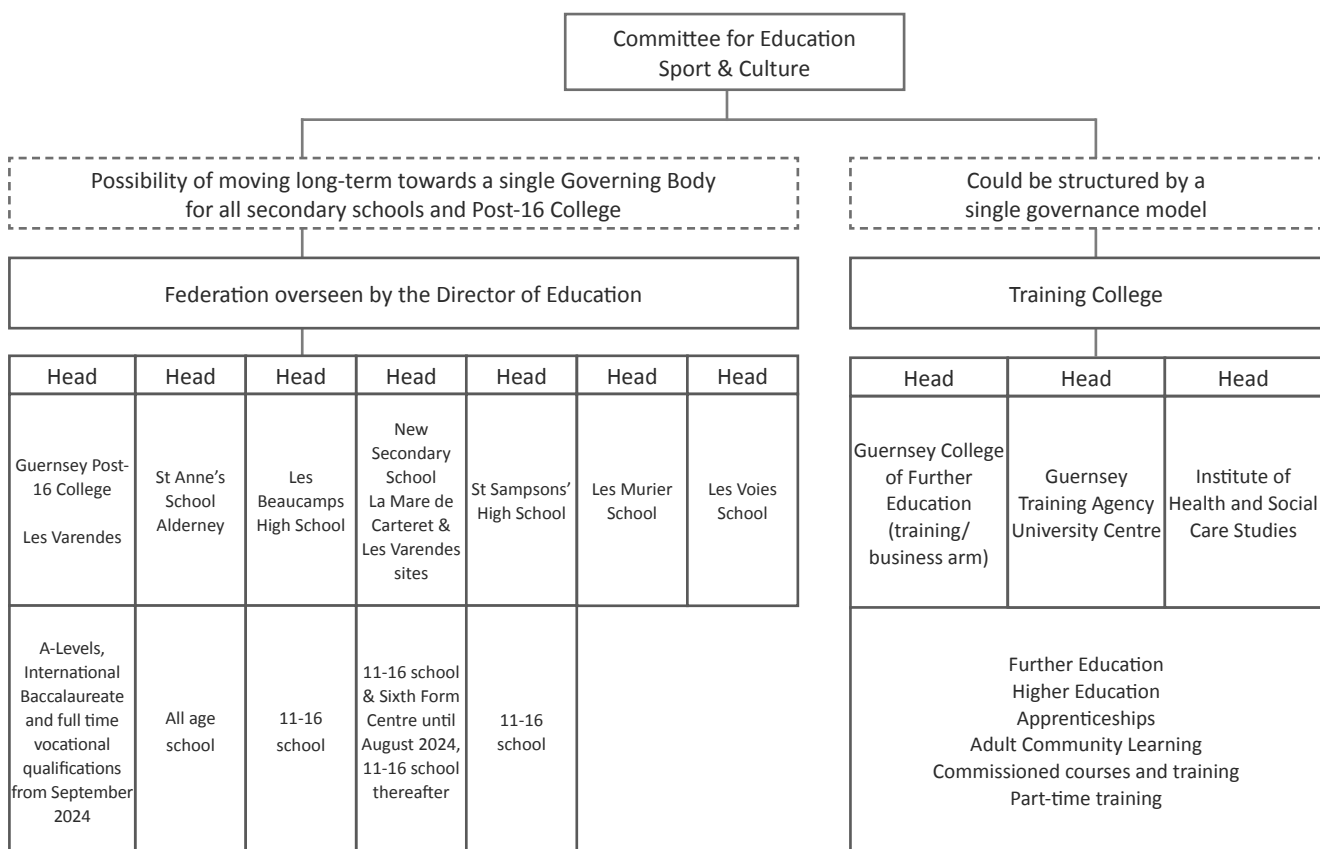 Committee for Education
Sport & Culture
Possibility of moving long-term towards a single Governing Body
for all secondary schools and Post-16 College
Could be structured by a
single governance model
Federation overseen by the Director of Education
Training College
Head
Head
Head
Head
Head
Head
Head
Head
Head
Head
Guernsey Post-
16 College
Les Varendes
St Anne's
School
Alderney
Les
Beaucamps
High School
New
Secondary
School
La Mare de
Carteret &
Les Varendes
sites
St Sampsons'
High School
Les Murier
School
Les Voies
School
Guernsey College
of Further
Education
(training/
business arm)
Guernsey
Training Agency
University Centre
Institute of
Health and Social
Care Studies
A-Levels,
International
Baccalaureate
and full time
vocational
qualifications
from September
2024
All age
school
11-16
school
11-16 school
& Sixth Form
Centre until
August 2024,
11-16 school
thereafter
11-16
school
Further Education
Higher Education
Apprenticeships
Adult Community Learning
Commissioned courses and training
Part-time training